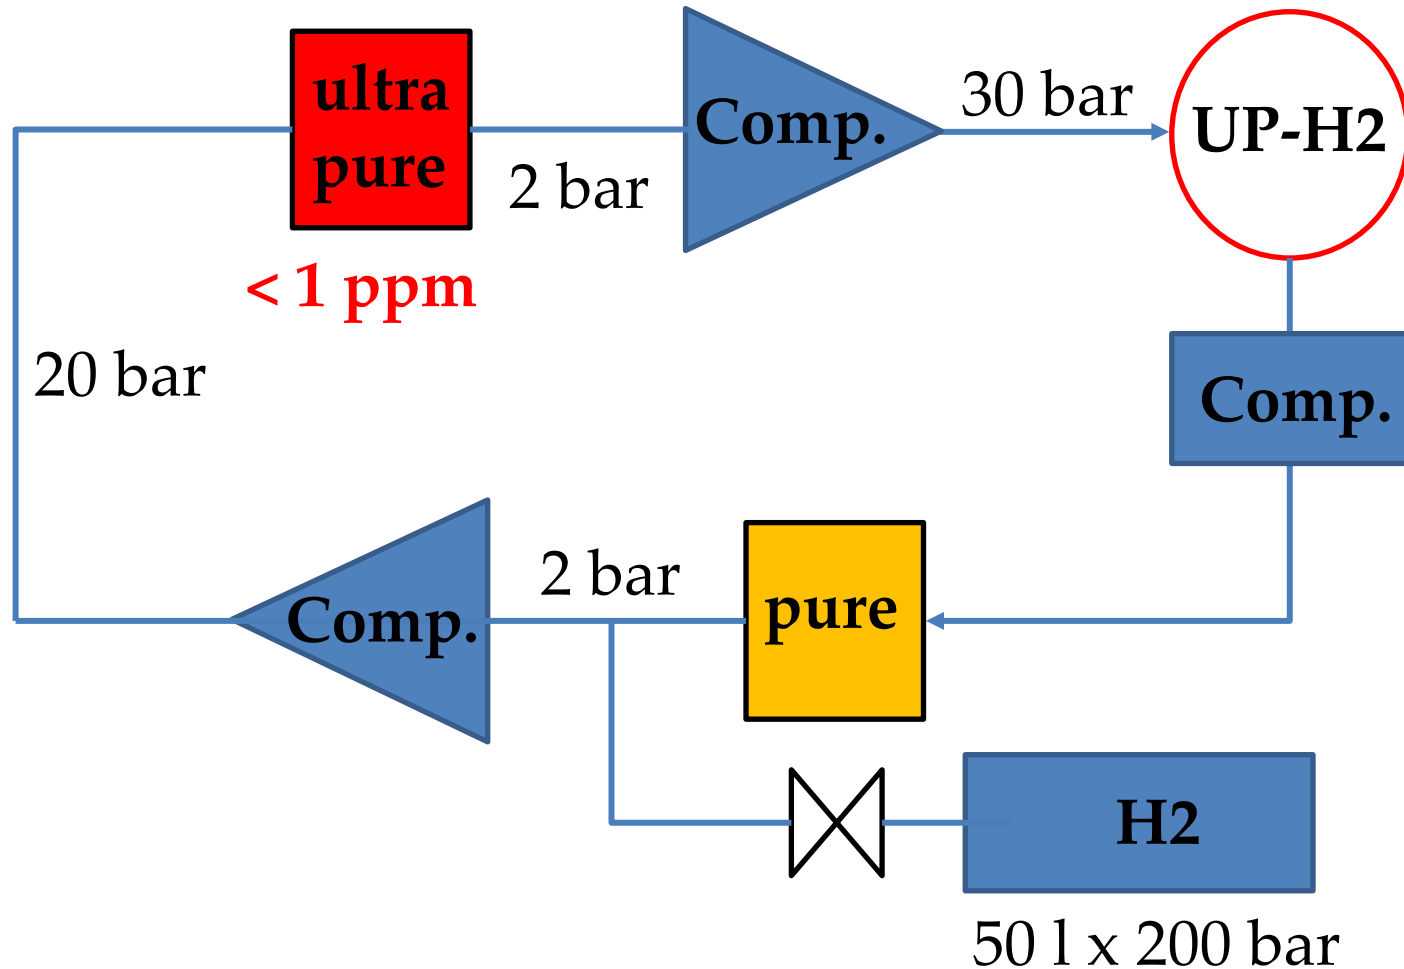 ultra
pure
Comp.
30 bar
UP-H2
2 bar
< 1 ppm
20 bar
Comp.
2 bar
pure
Comp.
H2
50 l x 200 bar